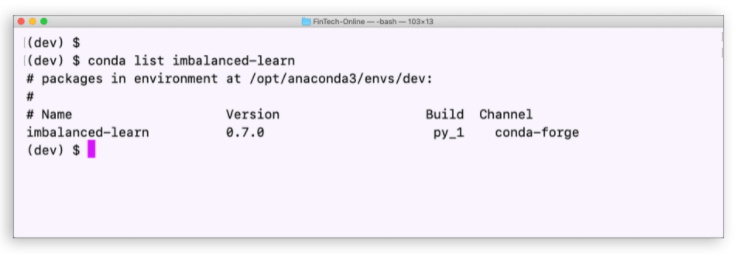 FinTech-Online — -bash — 103×13
(dev) $
(dev) $ conda list imbalanced-learn
# packages in environment at /opt/anaconda3/envs/dev:
#
# Name                    Version                   Build  Channel
imbalanced-learn          0.7.0                      py_1    conda-forge
(dev) $